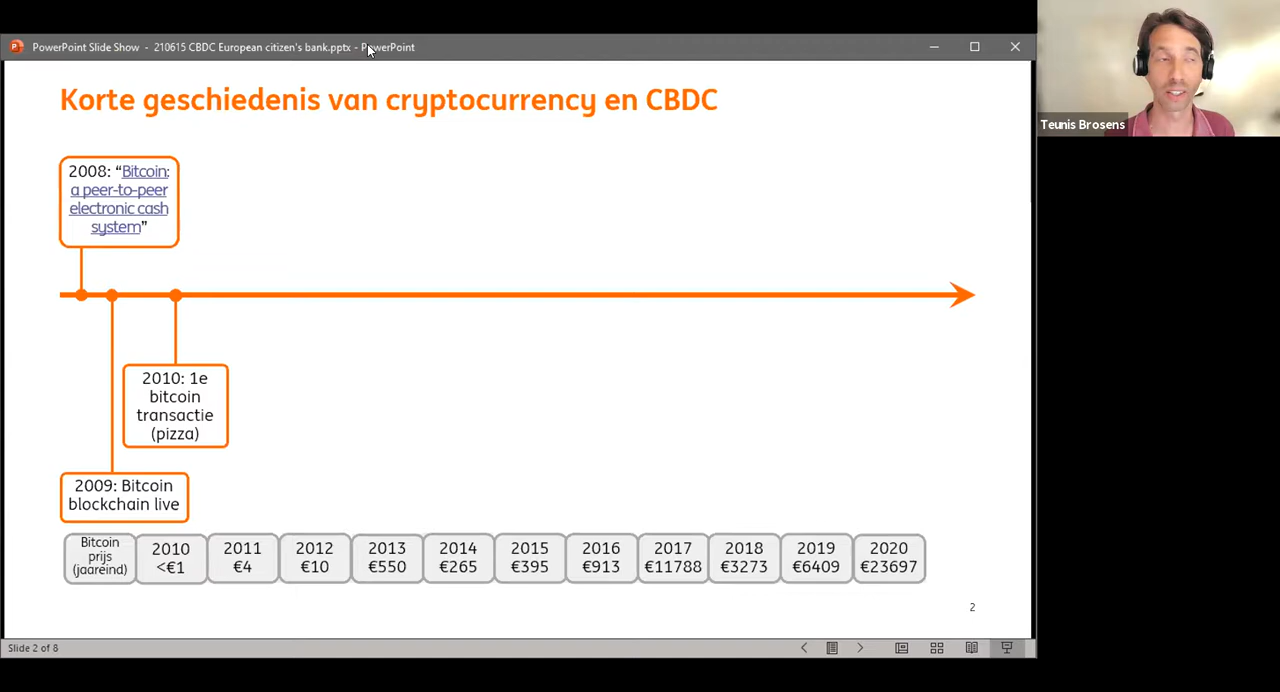 PowerPoint Slide Show - 210615 CBDC European citizen's bank.pptx - PowerPoint
Korte geschiedenis van cryptocurrency en CBDC
Teunis Brosens
2008: “Bitcoin:
a peer-to-peer
electronic cash
system”
2010: 1e
bitcoin
transactie
(pizza)
2009: Bitcoin
blockchain live
Bitcoin
prijs
(jaareind)
2010
<€1
2011
€4
2012
€10
2013
€550
2014
€265
2015
€395
2016
€913
2017
€11788
2018
€3273
2019
€6409
2020
€23697
2
Slide 2 of 8